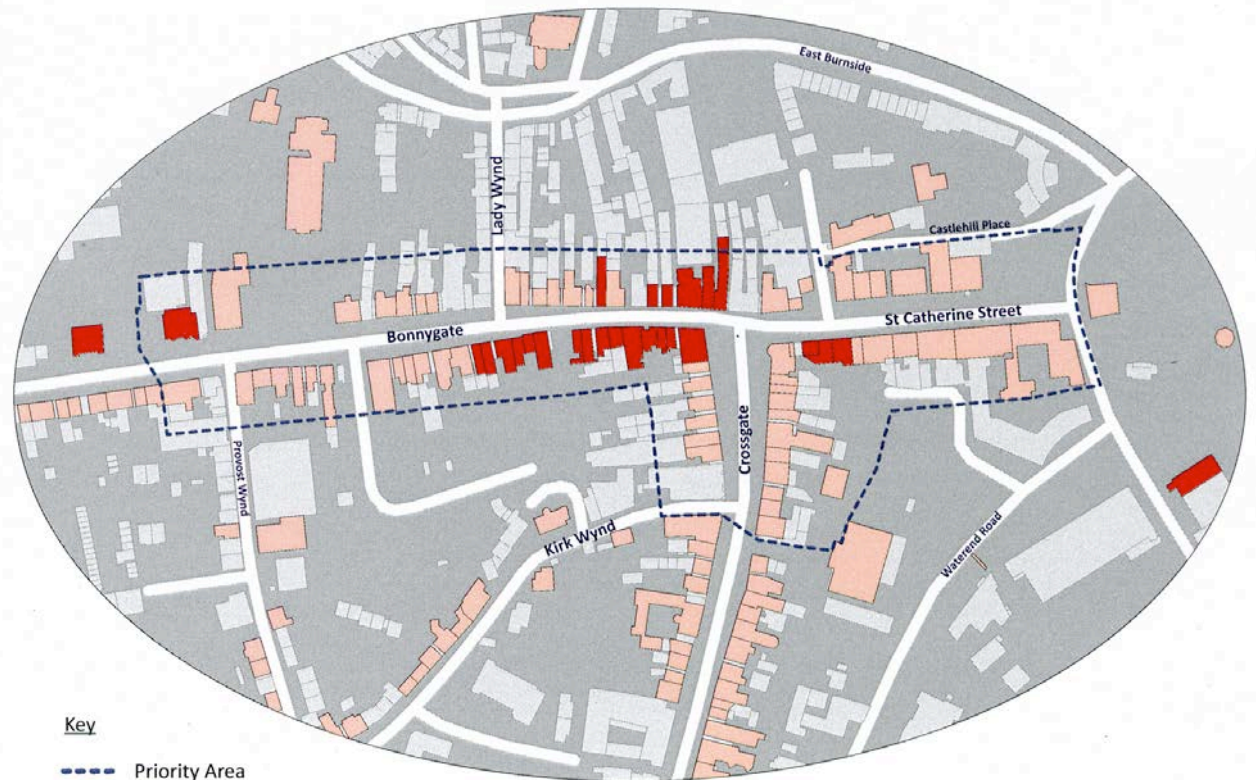 East Burnside
Lady Wynd
Castlehill Place
St Catherine Street
Bonnygate
Crossgate
Provost Wynd
Kirk Wynd
Waterend Road
Key
Priority Area